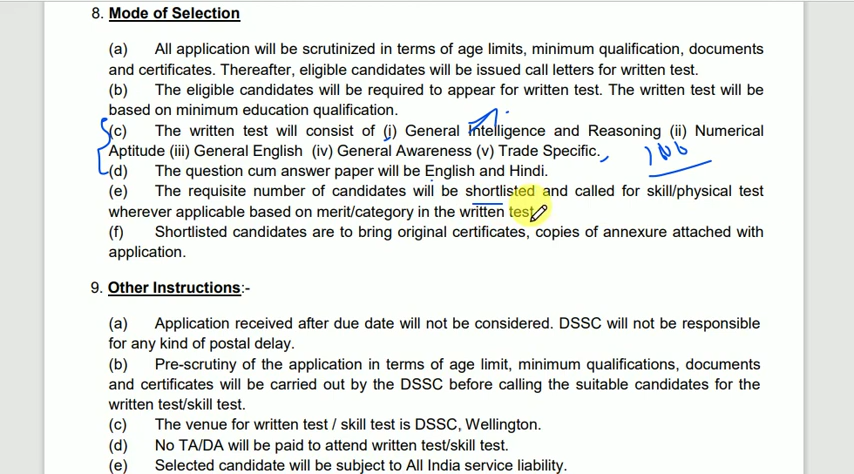 8. Mode of Selection
(a) All application will be scrutinized in terms of age limits, minimum qualification, documents
and certificates. Thereafter, eligible candidates will be issued call letters for written test.
(b) The eligible candidates will be required to appear for written test. The written test will be
based on minimum education qualification.
(c) The written test will consist of (i) General Intelligence and Reasoning (ii) Numerical
Aptitude (iii) General English (iv) General Awareness (v) Trade Specific.
(d) The question cum answer paper will be English and Hindi.
(e) The requisite number of candidates will be shortlisted and called for skill/physical test
wherever applicable based on merit/category in the written test.
(f) Shortlisted candidates are to bring original certificates, copies of annexure attached with
application.
9. Other Instructions:-
(a) Application received after due date will not be considered. DSSC will not be responsible
for any kind of postal delay.
(b) Pre-scrutiny of the application in terms of age limit, minimum qualifications, documents
and certificates will be carried out by the DSSC before calling the suitable candidates for the
written test/skill test.
(c) The venue for written test / skill test is DSSC, Wellington.
(d) No TA/DA will be paid to attend written test/skill test.
(e) Selected candidate will be subject to All India service liability.